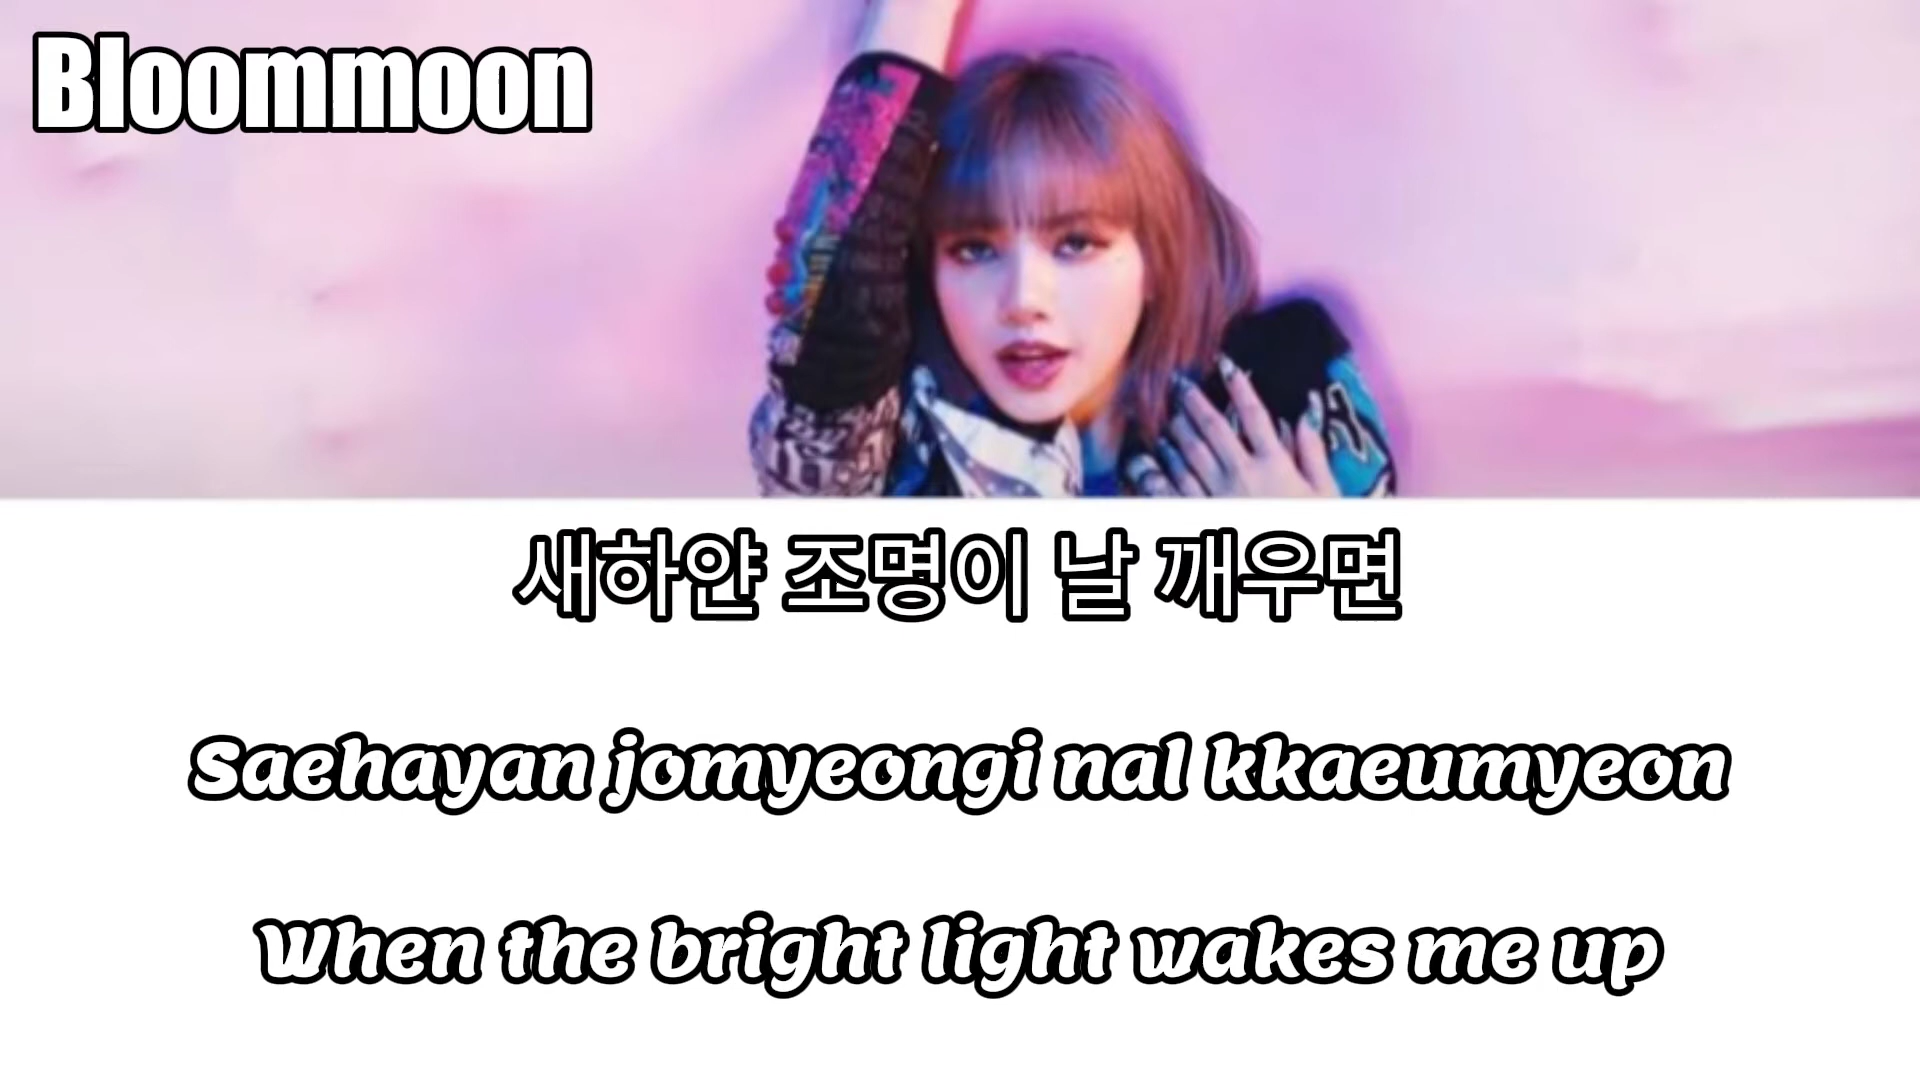 Bloommoon
새하얀 조명이 날 깨우면
Saehayan jomyeongi nal kkaeumyeon
When the bright light wakes me up